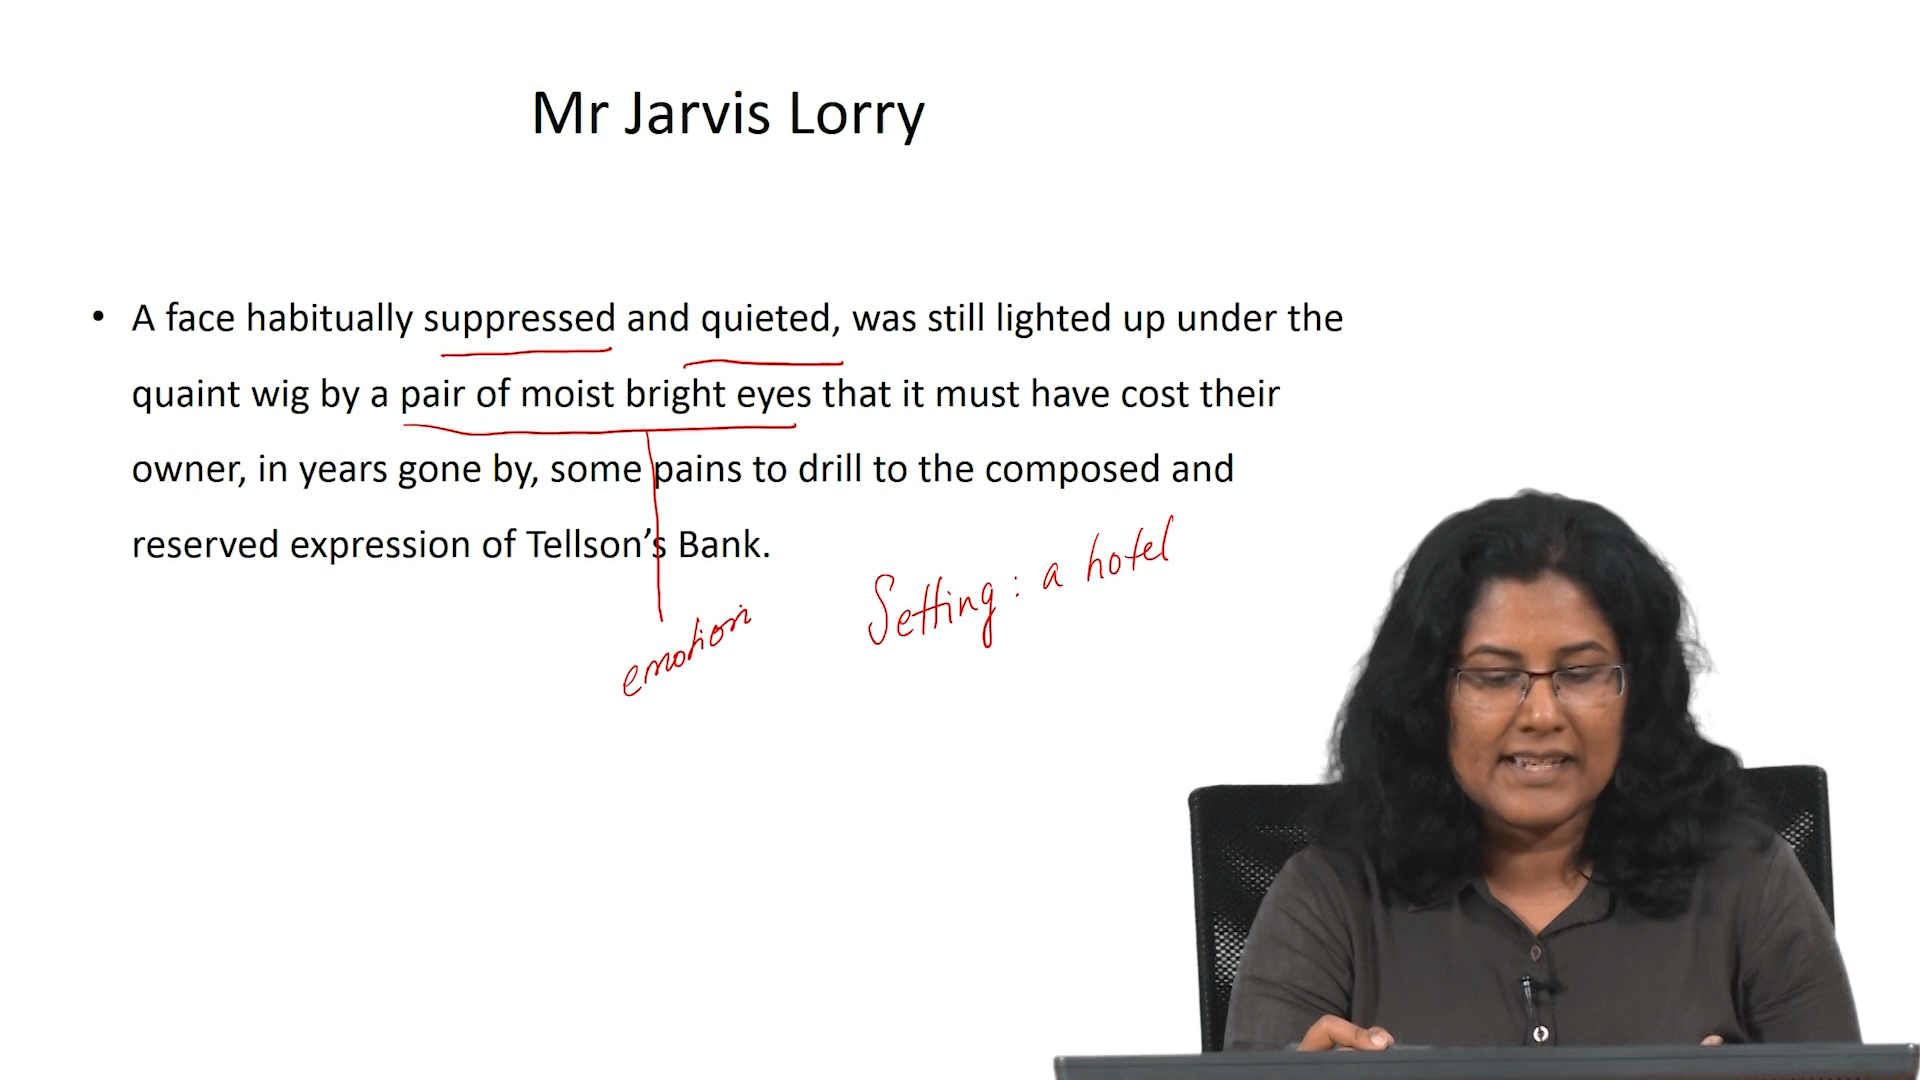 Mr Jarvis Lorry
• A face habitually suppressed and quieted, was still lighted up under the
quaint wig by a pair of moist bright eyes that it must have cost their
owner, in years gone by, some pains to drill to the composed and
reserved expression of Tellson’s Bank.
Setting : a hotel
emotion